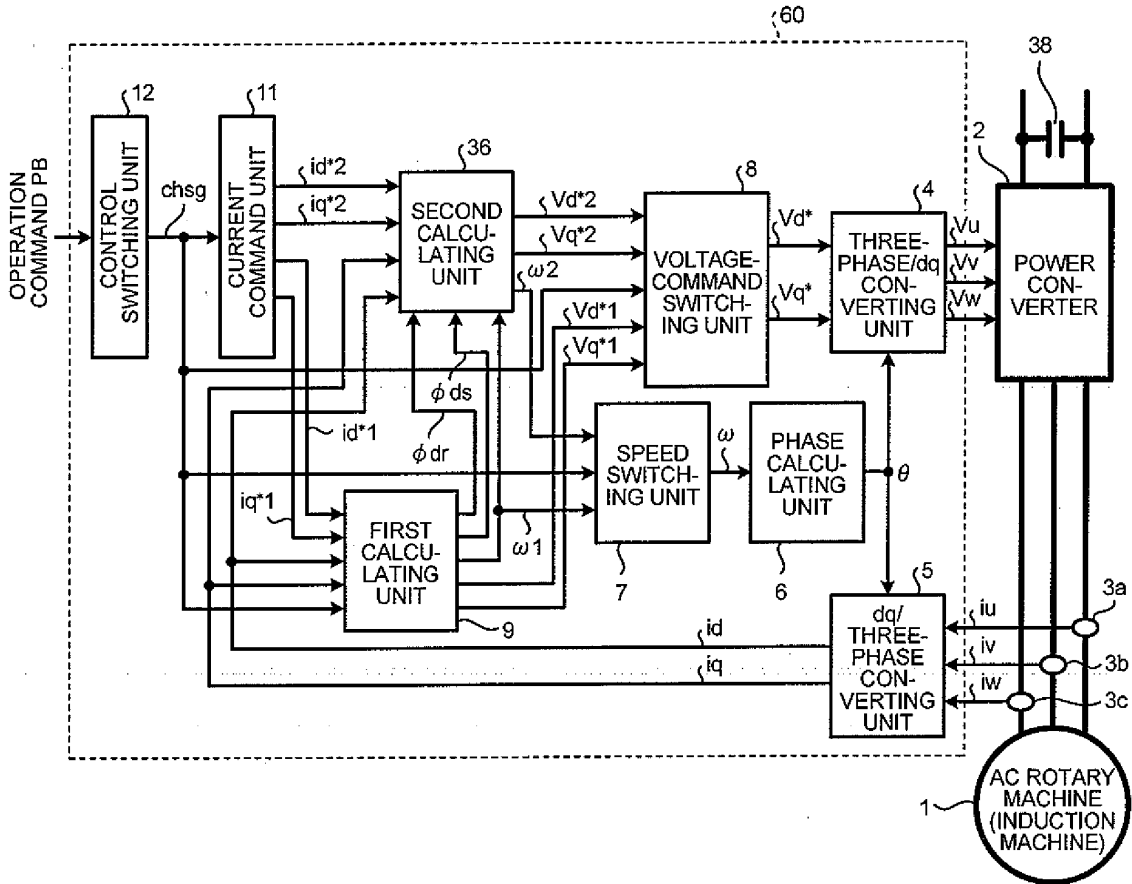 60
12
11
38
OPERATION
COMMAND PB
CONTROL
SWITCHING UNIT
chsg
CURRENT
COMMAND UNIT
id*2
iq*2
36
SECOND
CALCU-
LATING
UNIT
Vd*2
Vq*2
ω2
Vd*1
Vq*1
8
VOLTAGE-
COMMAND
SWITCH-
ING UNIT
Vd*
Vq*
4
THREE-
PHASE/dq
CON-
VERTING
UNIT
Vu
Vv
Vw
2
POWER
CON-
VERTER
φds
φdr
id*1
iq*1
FIRST
CALCU-
LATING
UNIT
9
ω1
SPEED
SWITCH-
ING UNIT
7
ω
PHASE
CALCU-
LATING
UNIT
6
θ
5
dq/
THREE-
PHASE
CON-
VERTING
UNIT
id
iq
iu
iv
iw
3a
3b
3c
1
AC ROTARY
MACHINE
(INDUCTION
MACHINE)